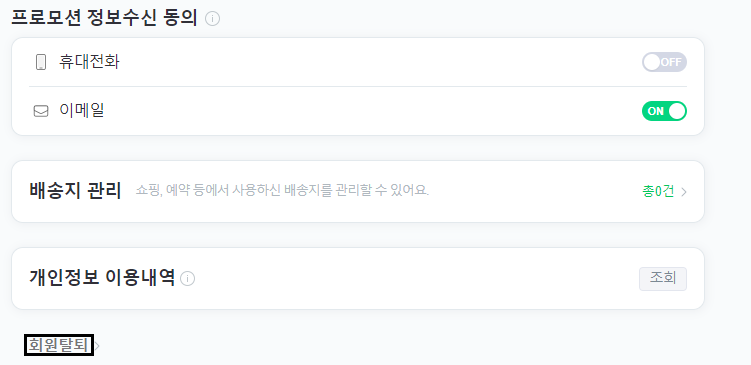 프로모션 정보수신 동의
휴대전화 OFF
이메일 ON
배송지 관리 쇼핑, 예약 등에서 사용하신 배송지를 관리할 수 있어요. 총0건
개인정보 이용내역 조회
회원탈퇴